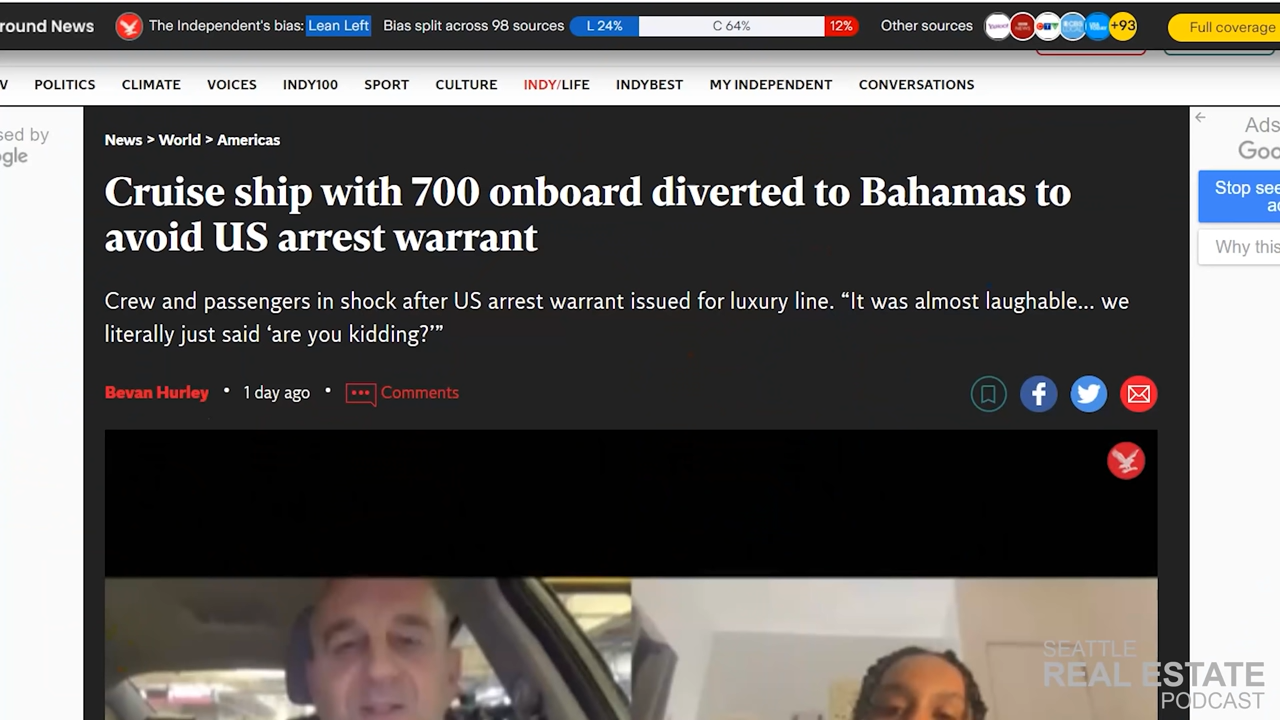 round News
The Independent's bias: Lean Left
Bias split across 98 sources
L 24%
C 64%
12%
Other sources
+93
Full coverage
V
POLITICS
CLIMATE
VOICES
INDY100
SPORT
CULTURE
INDY/LIFE
INDYBEST
MY INDEPENDENT
CONVERSATIONS
sed by
gle
News > World > Americas
Cruise ship with 700 onboard diverted to Bahamas to
avoid US arrest warrant
Crew and passengers in shock after US arrest warrant issued for luxury line. “It was almost laughable... we
literally just said ‘are you kidding?’”
Bevan Hurley • 1 day ago • Comments
Ads
Goo
Stop see
ad
Why this
SEATTLE
REAL ESTATE
PODCAST